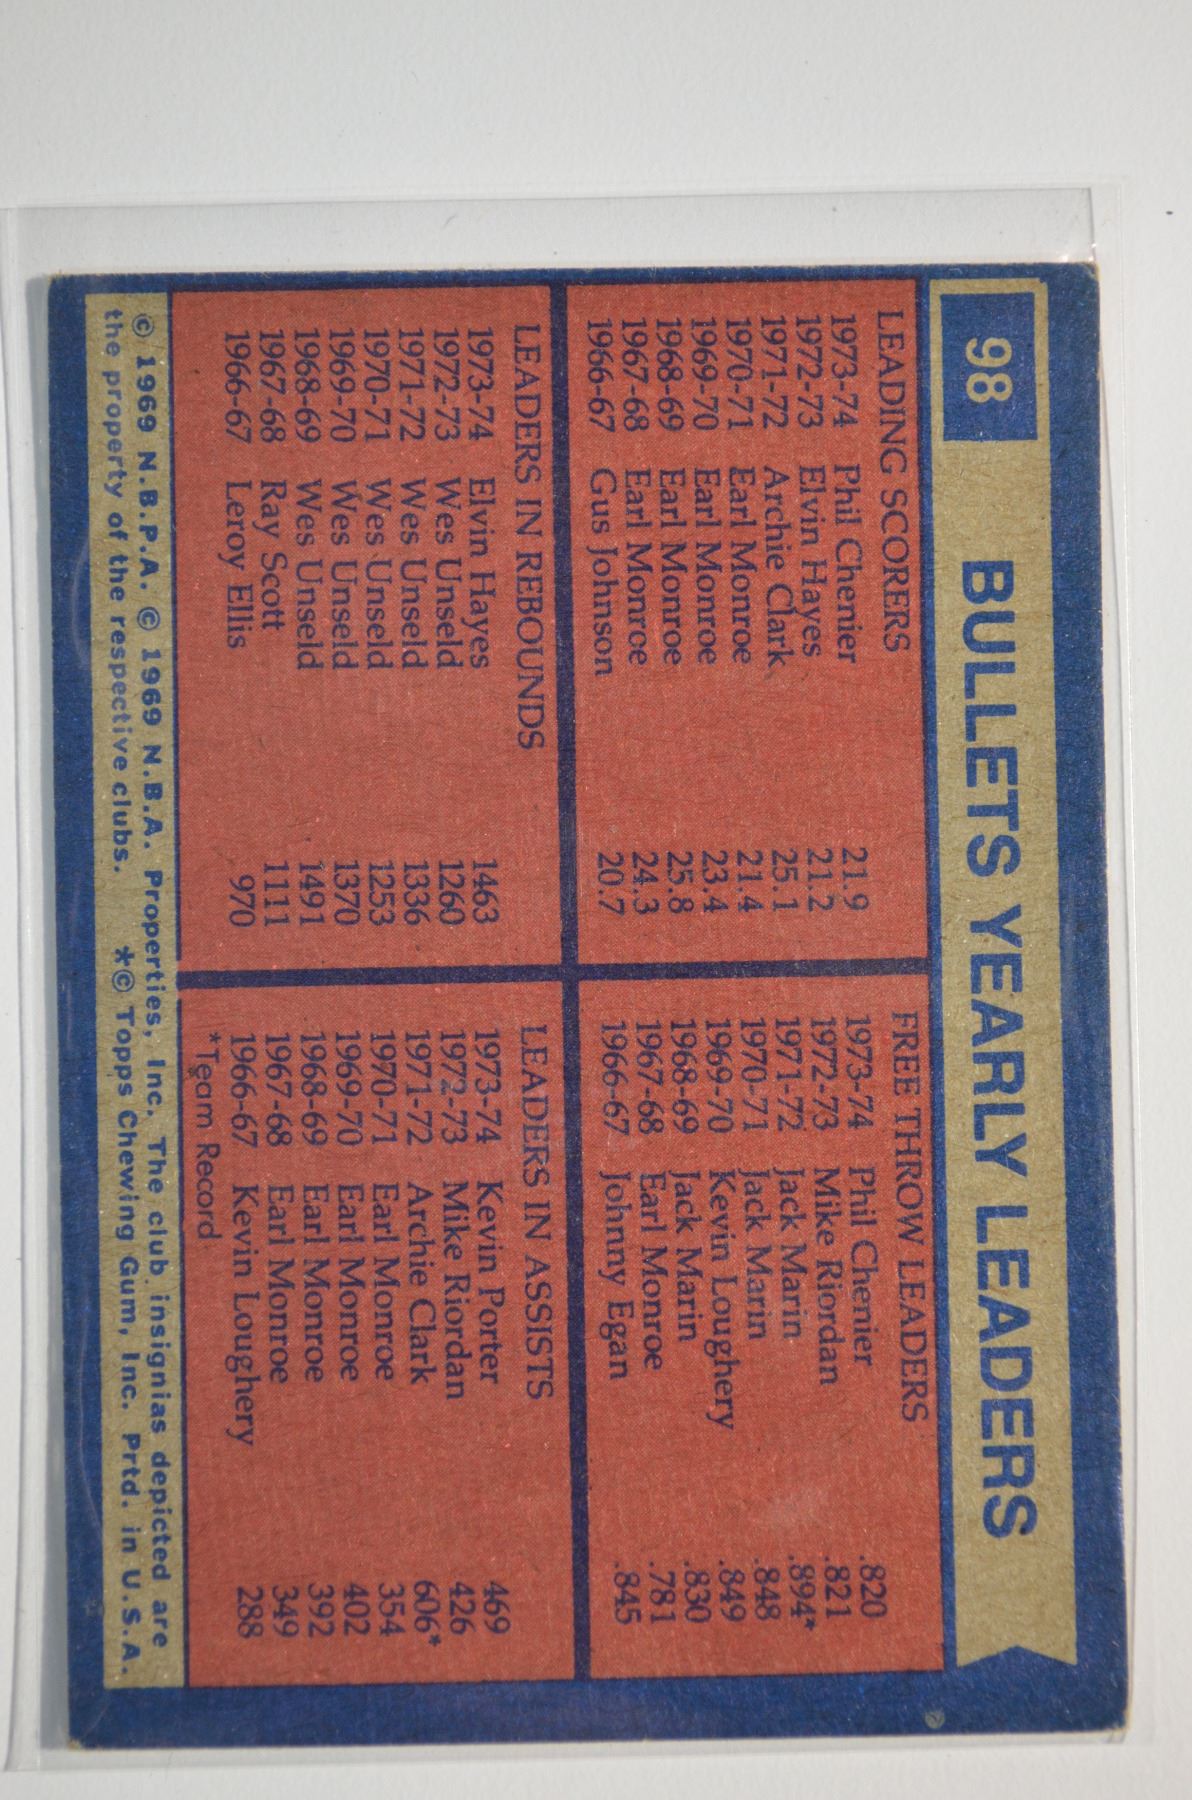 98 BULLETS YEARLY LEADERS
LEADING SCORERS
1973-74 Phil Chenier 21.9
1972-73 Elvin Hayes 21.2
1971-72 Archie Clark 25.1
1970-71 Earl Monroe 21.4
1969-70 Earl Monroe 23.4
1968-69 Earl Monroe 25.8
1967-68 Earl Monroe 24.3
1966-67 Gus Johnson 20.7
FREE THROW LEADERS
1973-74 Phil Chenier .820
1972-73 Mike Riordan .821
1971-72 Jack Marin .894*
1970-71 Jack Marin .848
1969-70 Kevin Loughery .849
1968-69 Jack Marin .830
1967-68 Earl Monroe .781
1966-67 Johnny Egan .845
LEADERS IN REBOUNDS
1973-74 Elvin Hayes 1463
1972-73 Wes Unseld 1260
1971-72 Wes Unseld 1336
1970-71 Wes Unseld 1253
1969-70 Wes Unseld 1370
1968-69 Wes Unseld 1491
1967-68 Ray Scott 1111
1966-67 Leroy Ellis 970
LEADERS IN ASSISTS
1973-74 Kevin Porter 469
1972-73 Mike Riordan 426
1971-72 Archie Clark 606*
1970-71 Earl Monroe 354
1969-70 Earl Monroe 402
1968-69 Earl Monroe 392
1967-68 Earl Monroe 349
1966-67 Kevin Loughery 288
*Team Record
© 1969 N.B.P.A. © 1969 N.B.A. Properties, Inc. The club insignias depicted are
the property of the respective clubs. *© Topps Chewing Gum, Inc. Prtd. in U.S.A.